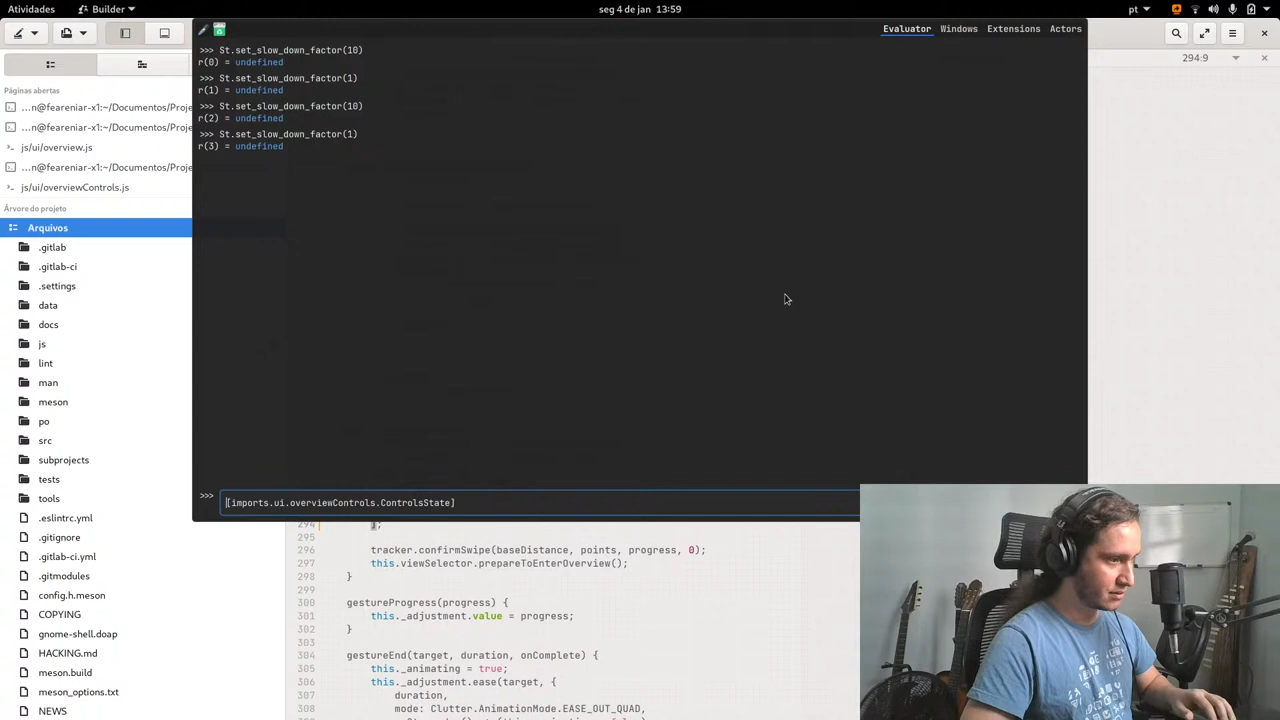 Atividades
Builder
seg 4 de jan 13:59
pt
Evaluator Windows Extensions Actors
>>> St.set_slow_down_factor(10)
r(0) = undefined
>>> St.set_slow_down_factor(1)
r(1) = undefined
>>> St.set_slow_down_factor(10)
r(2) = undefined
>>> St.set_slow_down_factor(1)
r(3) = undefined
>>> [imports.ui.overviewControls.ControlsState]
294:9
Páginas abertas
…n@feareniar-x1:~/Documentos/Proje
…n@feareniar-x1:~/Documentos/Proje
js/ui/overview.js
…n@feareniar-x1:~/Documentos/Proje
js/ui/overviewControls.js
Árvore do projeto
Arquivos
.gitlab
.gitlab-ci
.settings
data
docs
js
lint
man
meson
po
src
subprojects
tests
tools
.eslintrc.yml
.gitignore
.gitlab-ci.yml
.gitmodules
config.h.meson
COPYING
gnome-shell.doap
HACKING.md
meson.build
meson_options.txt
NEWS
294 ];
295
296 tracker.confirmSwipe(baseDistance, points, progress, 0);
297 this.viewSelector.prepareToEnterOverview();
298 }
299
300 gestureProgress(progress) {
301 this._adjustment.value = progress;
302 }
303
304 gestureEnd(target, duration, onComplete) {
305 this._animating = true;
306 this._adjustment.ease(target, {
307 duration,
308 mode: Clutter.AnimationMode.EASE_OUT_QUAD,